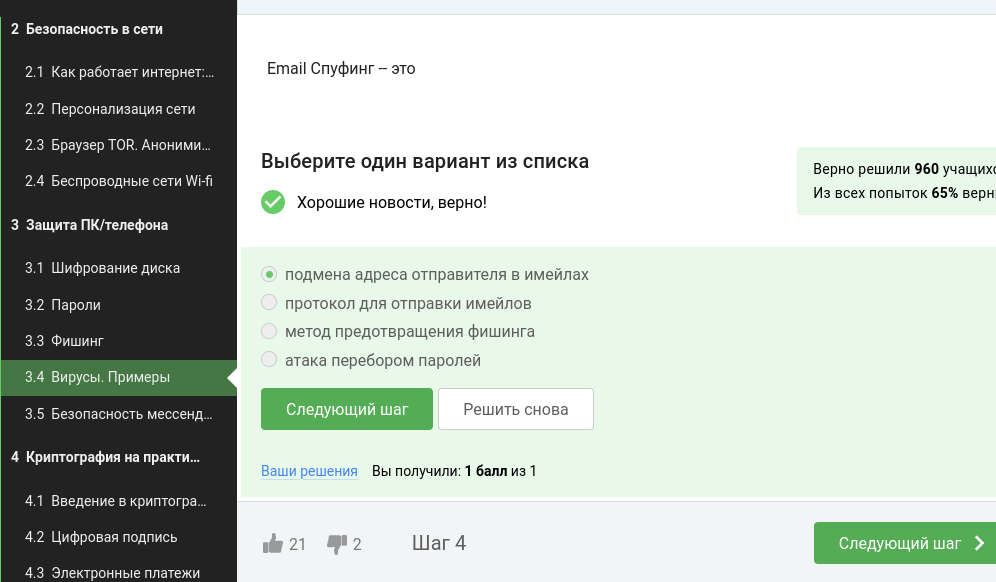 2 Безопасность в сети
2.1 Как работает интернет:...
2.2 Персонализация сети
2.3 Браузер TOR. Аноними...
2.4 Беспроводные сети Wi-fi
3 Защита ПК/телефона
3.1 Шифрование диска
3.2 Пароли
3.3 Фишинг
3.4 Вирусы. Примеры
3.5 Безопасность мессенд...
4 Криптография на практи...
4.1 Введение в криптогра...
4.2 Цифровая подпись
4.3 Электронные платежи
Email Спуфинг -- это
Выберите один вариант из списка
Хорошие новости, верно!
Верно решили 960 учащихс
Из всех попыток 65% верн
подмена адреса отправителя в имейлах
протокол для отправки имейлов
метод предотвращения фишинга
атака перебором паролей
Следующий шаг Решить снова
Ваши решения Вы получили: 1 балл из 1
21 2 Шаг 4 Следующий шаг